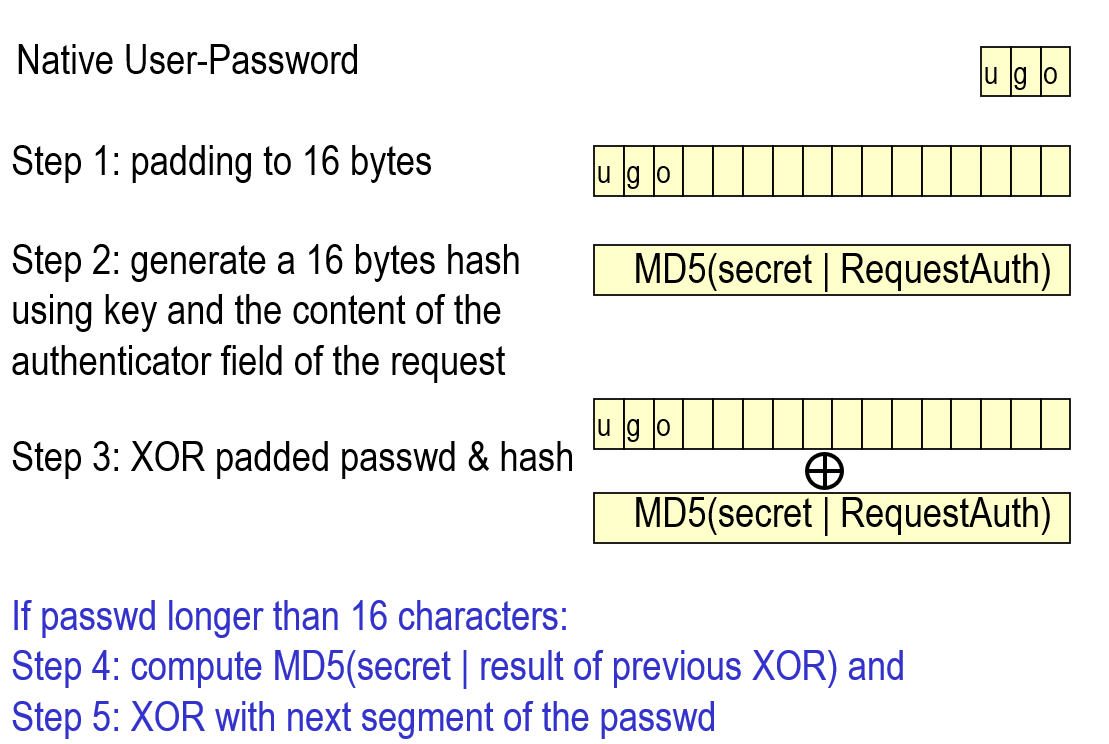 Native User-Password
u g o
Step 1: padding to 16 bytes
u g o
Step 2: generate a 16 bytes hash
using key and the content of the
authenticator field of the request
MD5(secret | RequestAuth)
Step 3: XOR padded passwd & hash
u g o
MD5(secret | RequestAuth)
If passwd longer than 16 characters:
Step 4: compute MD5(secret | result of previous XOR) and
Step 5: XOR with next segment of the passwd